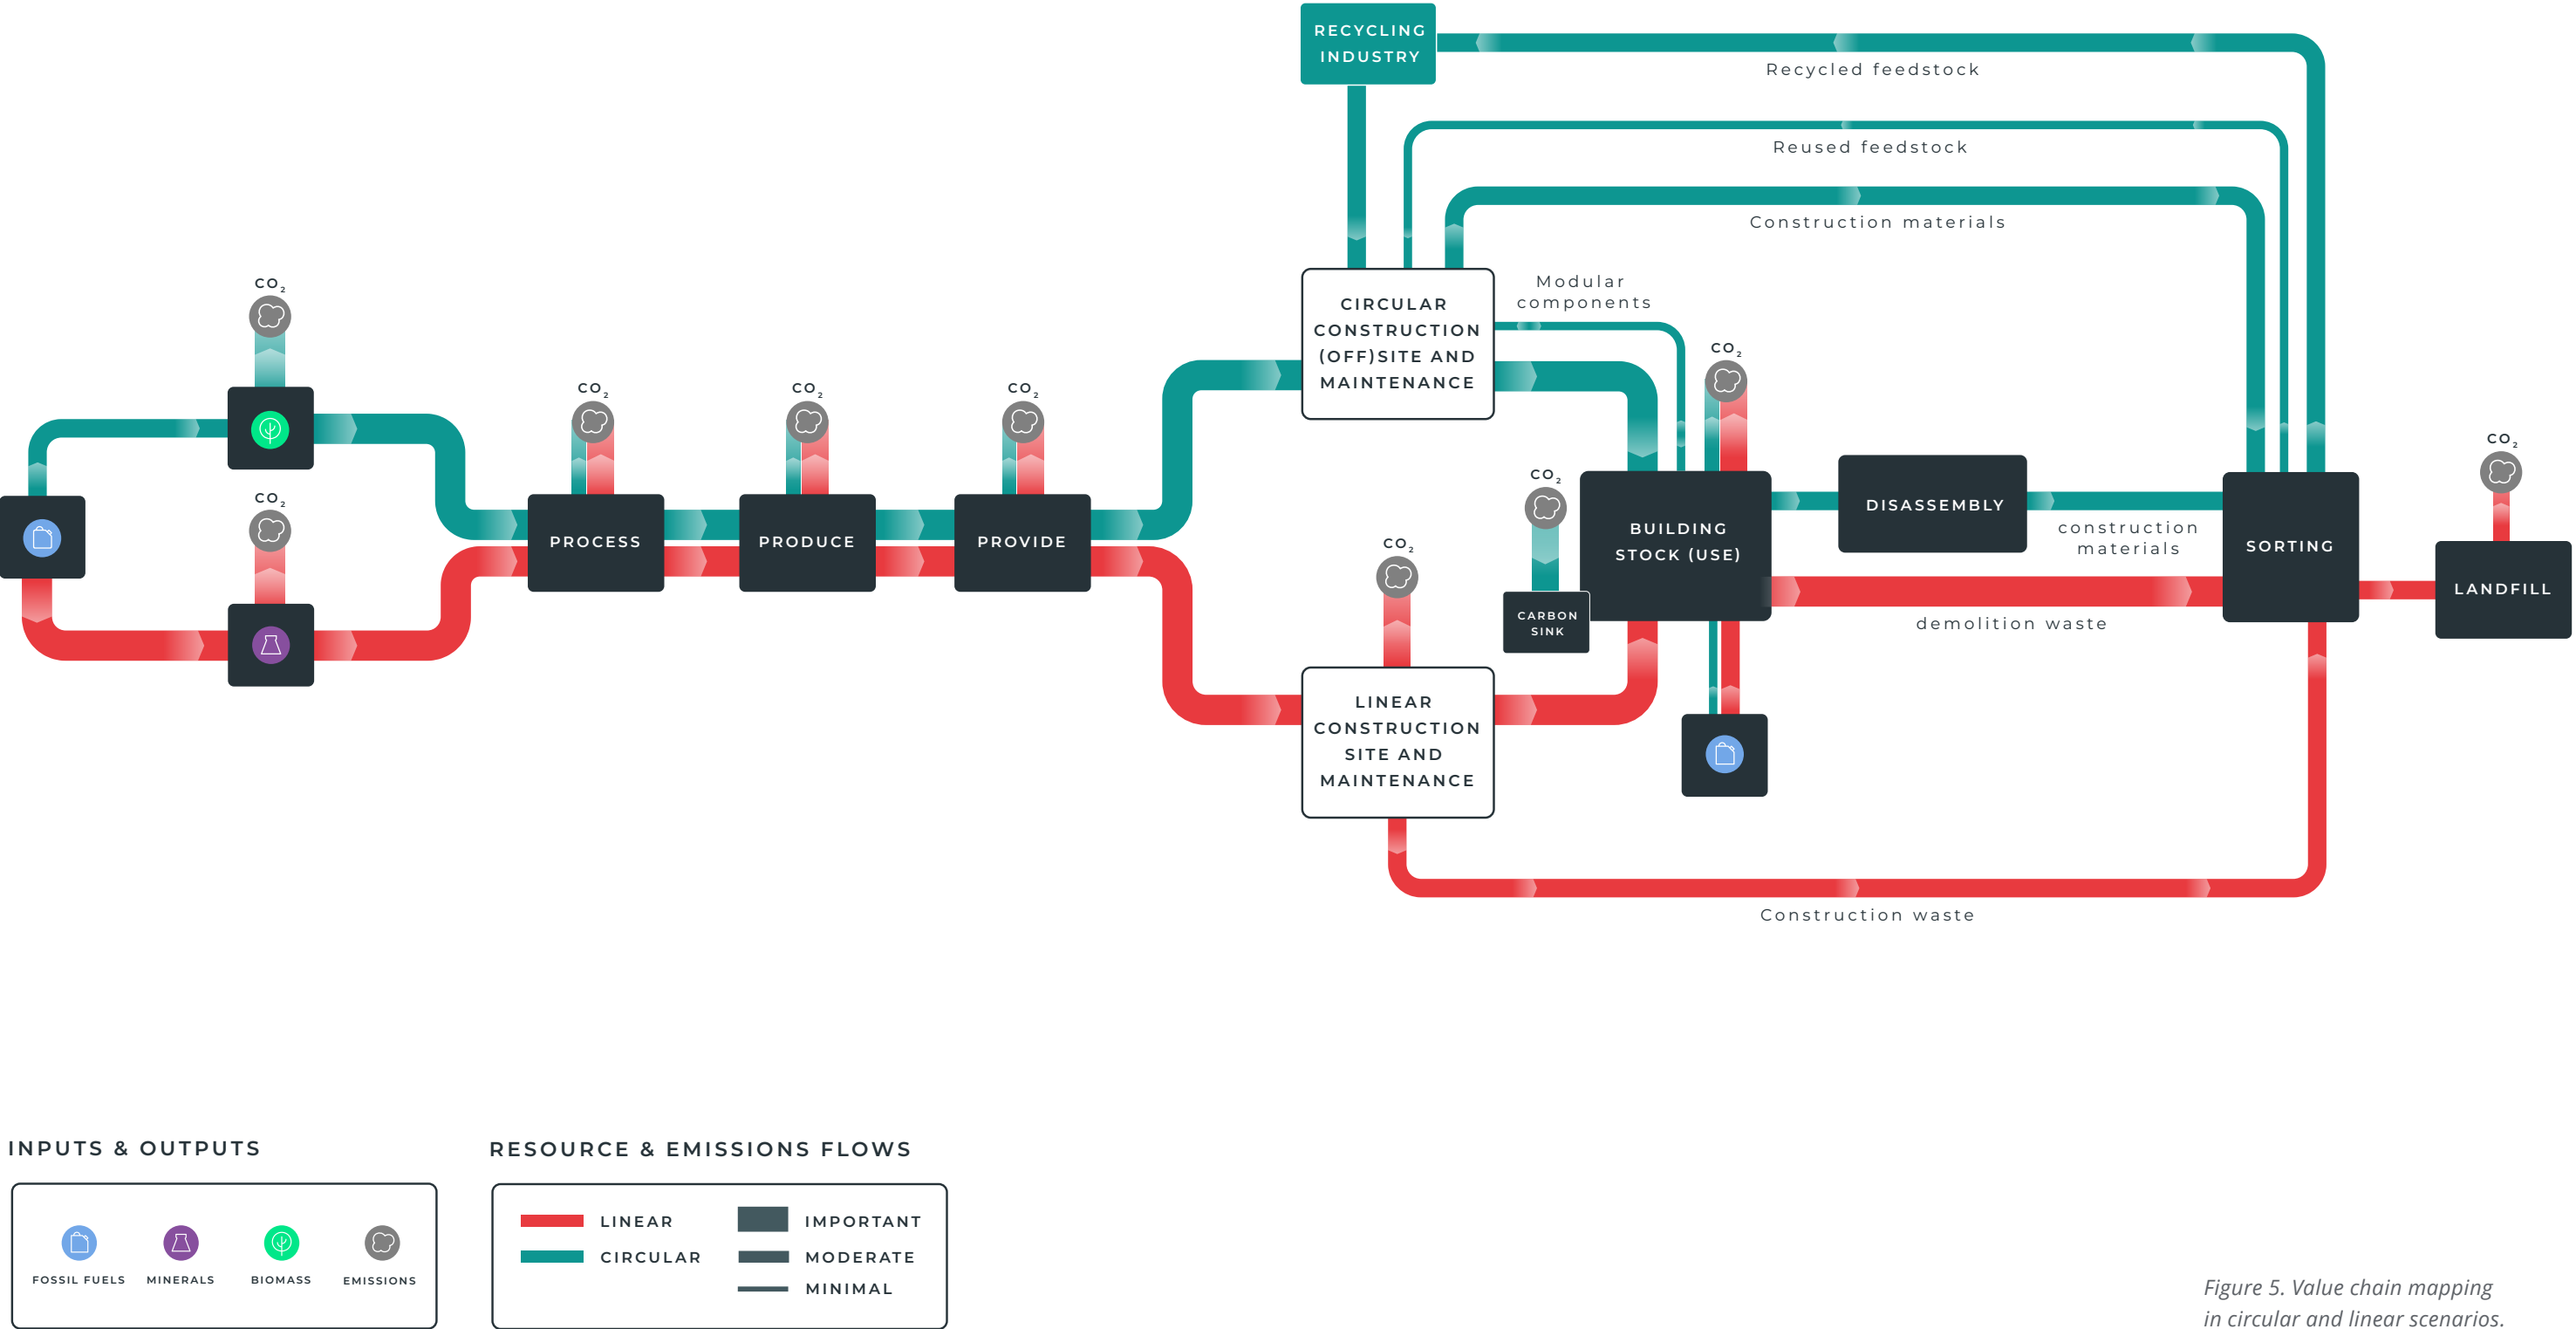 RECYCLING
INDUSTRY
Recycled feedstock
Reused feedstock
Construction materials
Modular
components
CIRCULAR
CONSTRUCTION
(OFF)SITE AND
MAINTENANCE
CO₂
CO₂
CO₂
CO₂
CO₂
CO₂
CO₂
CO₂
CO₂
CO₂
PROCESS
PRODUCE
PROVIDE
BUILDING
STOCK (USE)
CARBON
SINK
DISASSEMBLY
construction
materials
SORTING
LANDFILL
demolition waste
LINEAR
CONSTRUCTION
SITE AND
MAINTENANCE
Construction waste
INPUTS & OUTPUTS
FOSSIL FUELS
MINERALS
BIOMASS
EMISSIONS
RESOURCE & EMISSIONS FLOWS
LINEAR
IMPORTANT
CIRCULAR
MODERATE
MINIMAL
Figure 5. Value chain mapping
in circular and linear scenarios.